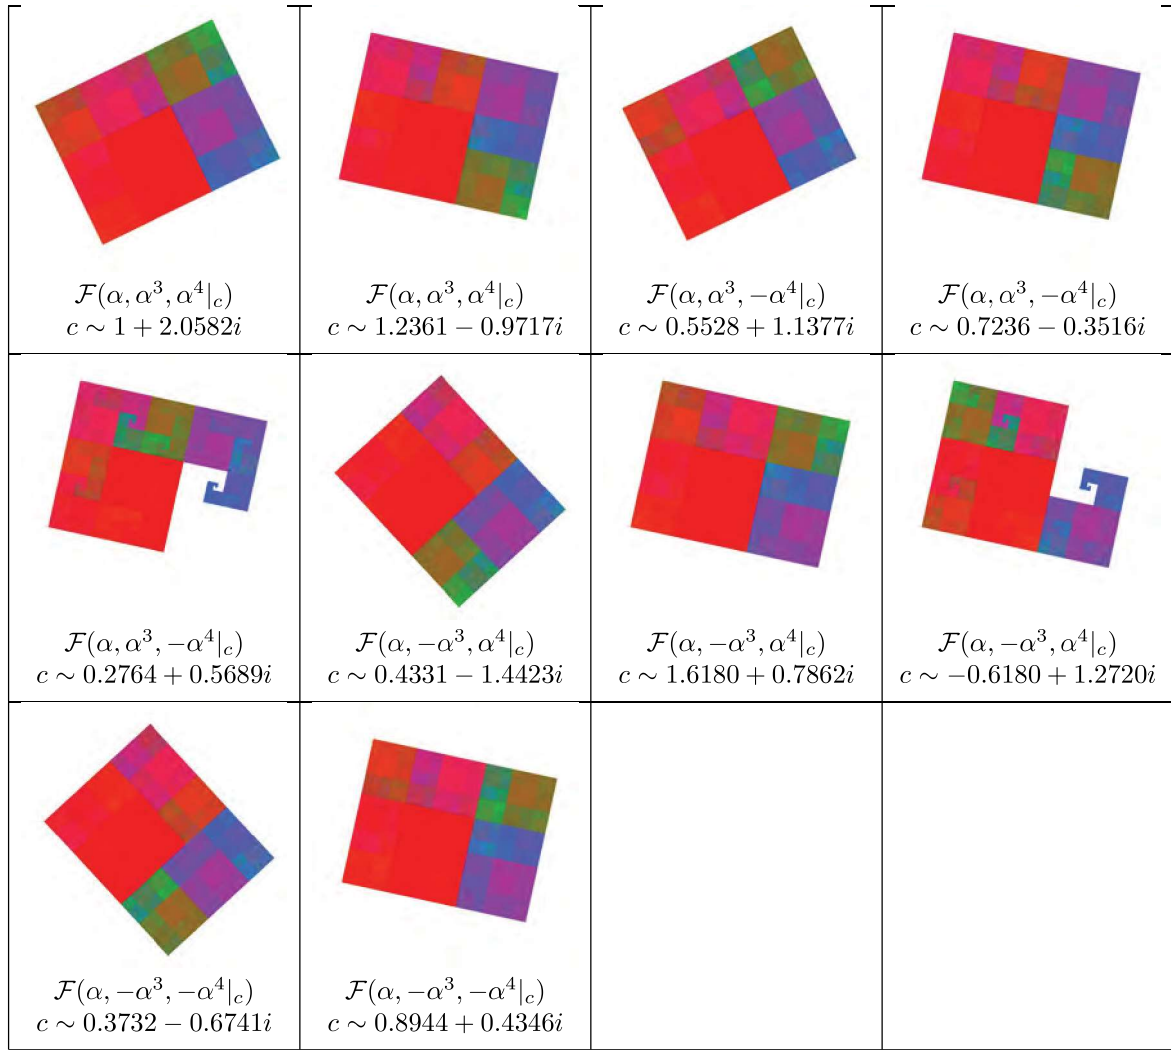 𝓕(α, α³, α⁴|_c)
c ∼ 1 + 2.0582i
𝓕(α, α³, α⁴|_c)
c ∼ 1.2361 − 0.9717i
𝓕(α, α³, −α⁴|_c)
c ∼ 0.5528 + 1.1377i
𝓕(α, α³, −α⁴|_c)
c ∼ 0.7236 − 0.3516i
𝓕(α, α³, −α⁴|_c)
c ∼ 0.2764 + 0.5689i
𝓕(α, −α³, α⁴|_c)
c ∼ 0.4331 − 1.4423i
𝓕(α, −α³, α⁴|_c)
c ∼ 1.6180 + 0.7862i
𝓕(α, −α³, α⁴|_c)
c ∼ −0.6180 + 1.2720i
𝓕(α, −α³, −α⁴|_c)
c ∼ 0.3732 − 0.6741i
𝓕(α, −α³, −α⁴|_c)
c ∼ 0.8944 + 0.4346i